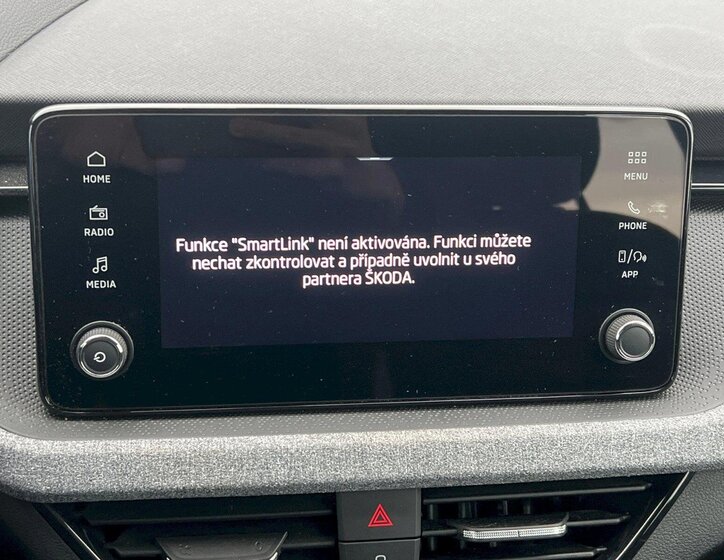 HOME
RADIO
MEDIA
Funkce "SmartLink" není aktivována. Funkci můžete
nechat zkontrolovat a případně uvolnit u svého
partnera ŠKODA.
MENU
PHONE
APP